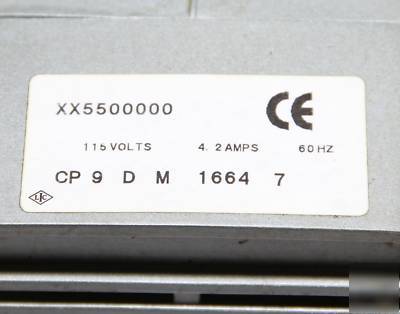 XX5500000
CE
115 VOLTS 4. 2 AMPS 60 HZ
CP 9 D M 1664 7